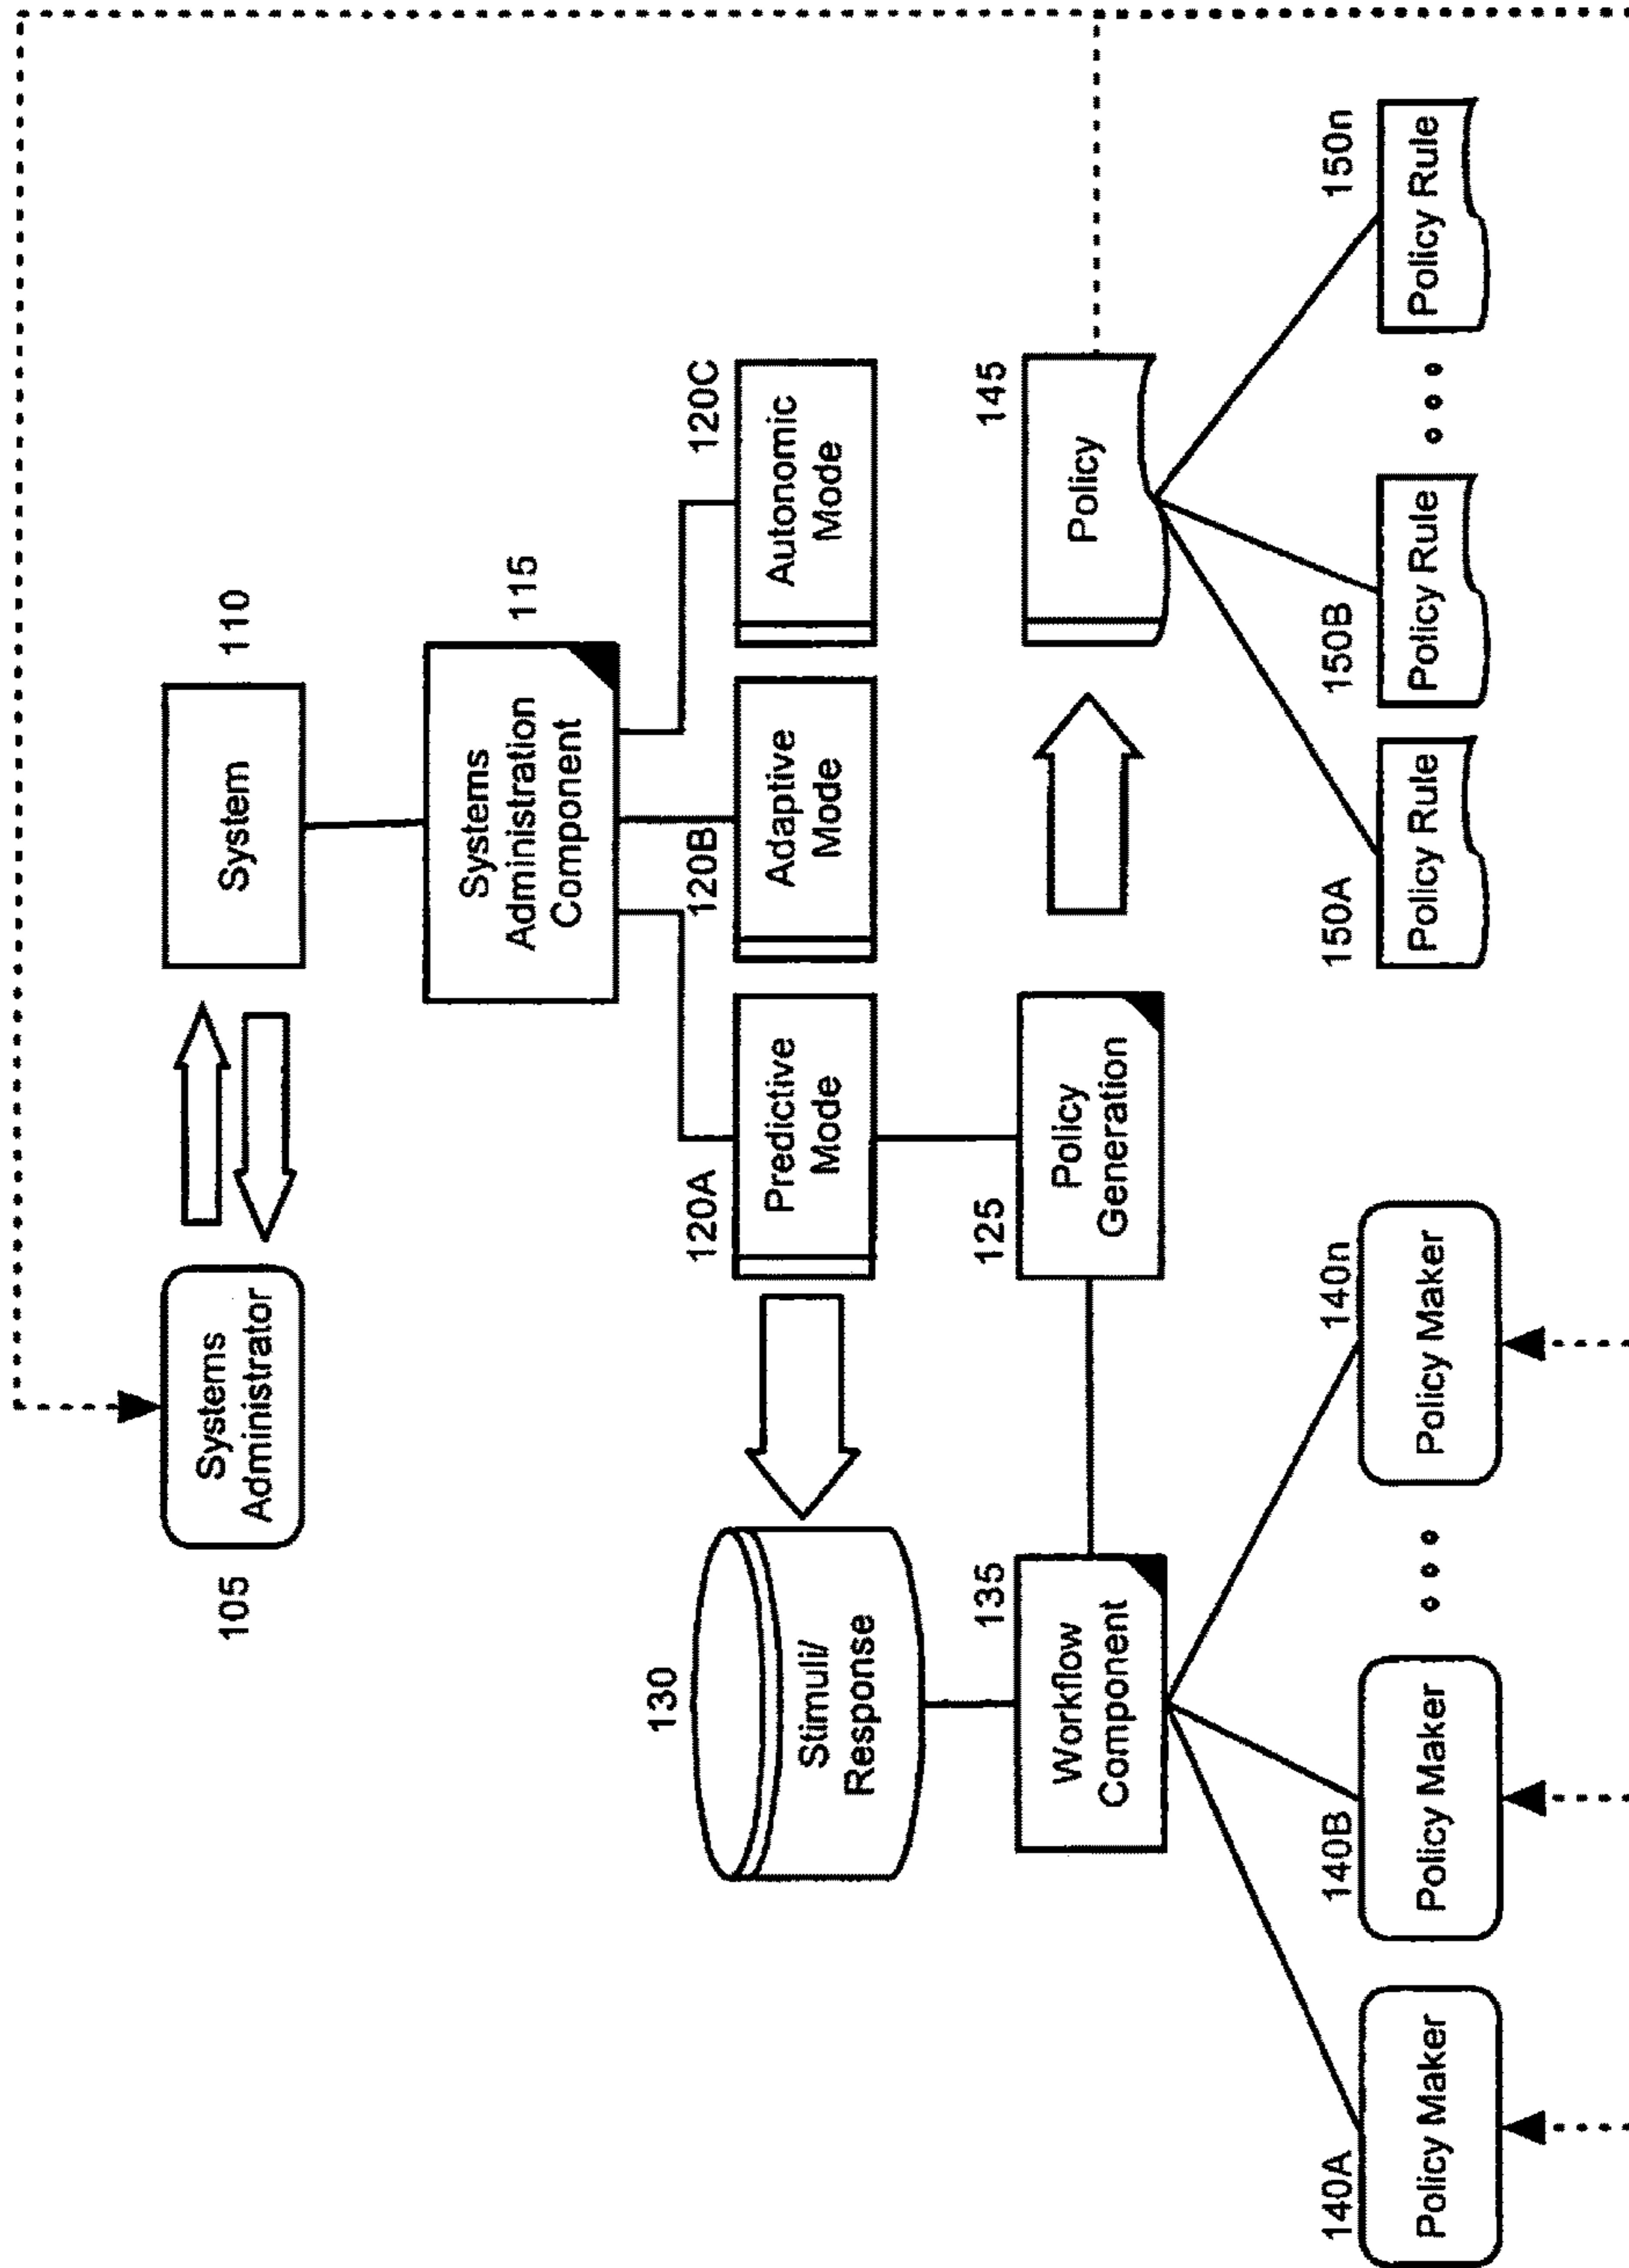 105
Systems
Administrator
System
110
Systems
Administration
Component
115
130
Stimuli/
Response
120A
Predictive
Mode
120B
Adaptive
Mode
120C
Autonomic
Mode
135
Workflow
Component
125
Policy
Generation
145
Policy
140A
Policy Maker
140B
Policy Maker
140n
Policy Maker
150A
Policy Rule
150B
Policy Rule
150n
Policy Rule